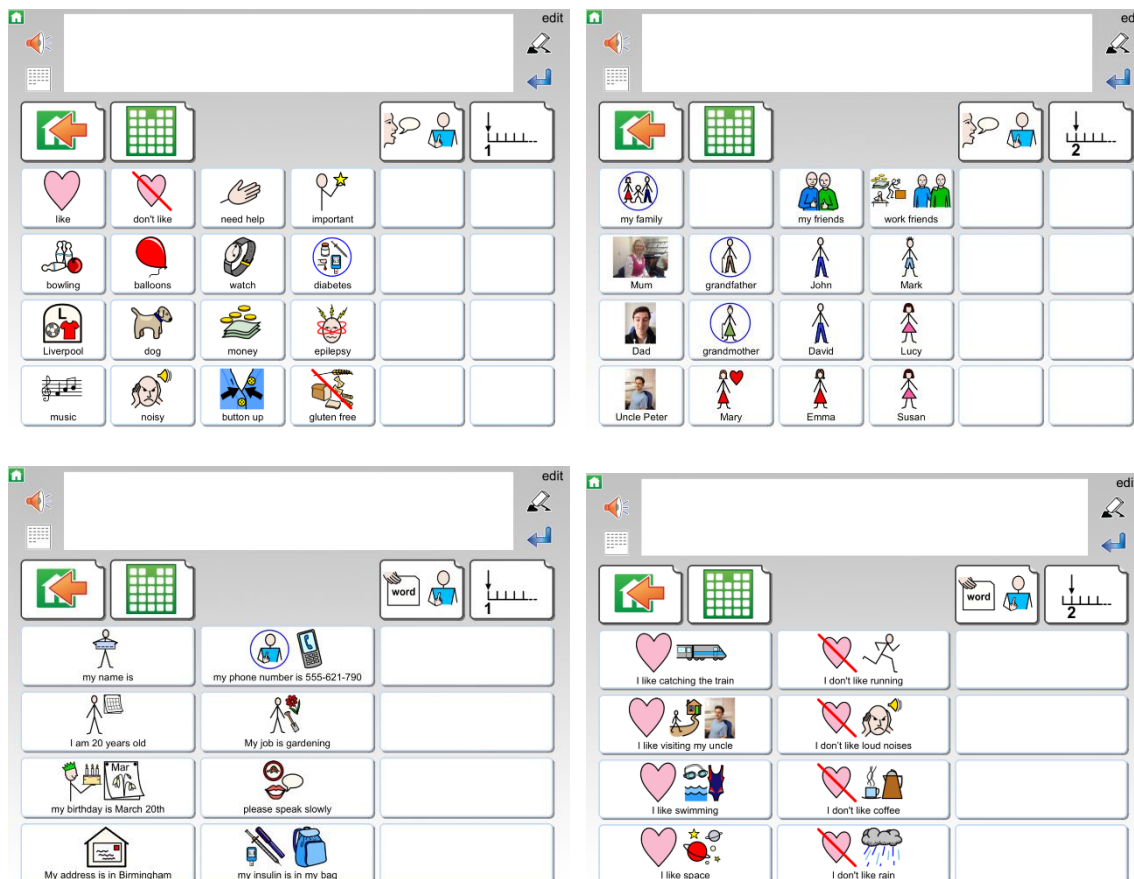 edit
1
like don't like need help important
bowling balloons watch diabetes
L
Liverpool dog money epilepsy
music noisy button up gluten free
edit
2
my family my friends work friends
Mum grandfather John Mark
Dad grandmother David Lucy
Uncle Peter Mary Emma Susan
edit
word 1
my name is my phone number is 555-621-790
I am 20 years old My job is gardening
Mar
my birthday is March 20th please speak slowly
My address is in Birmingham my insulin is in my bag
edit
word 2
I like catching the train I don't like running
I like visiting my uncle I don't like loud noises
I like swimming I don't like coffee
I like space I don't like rain